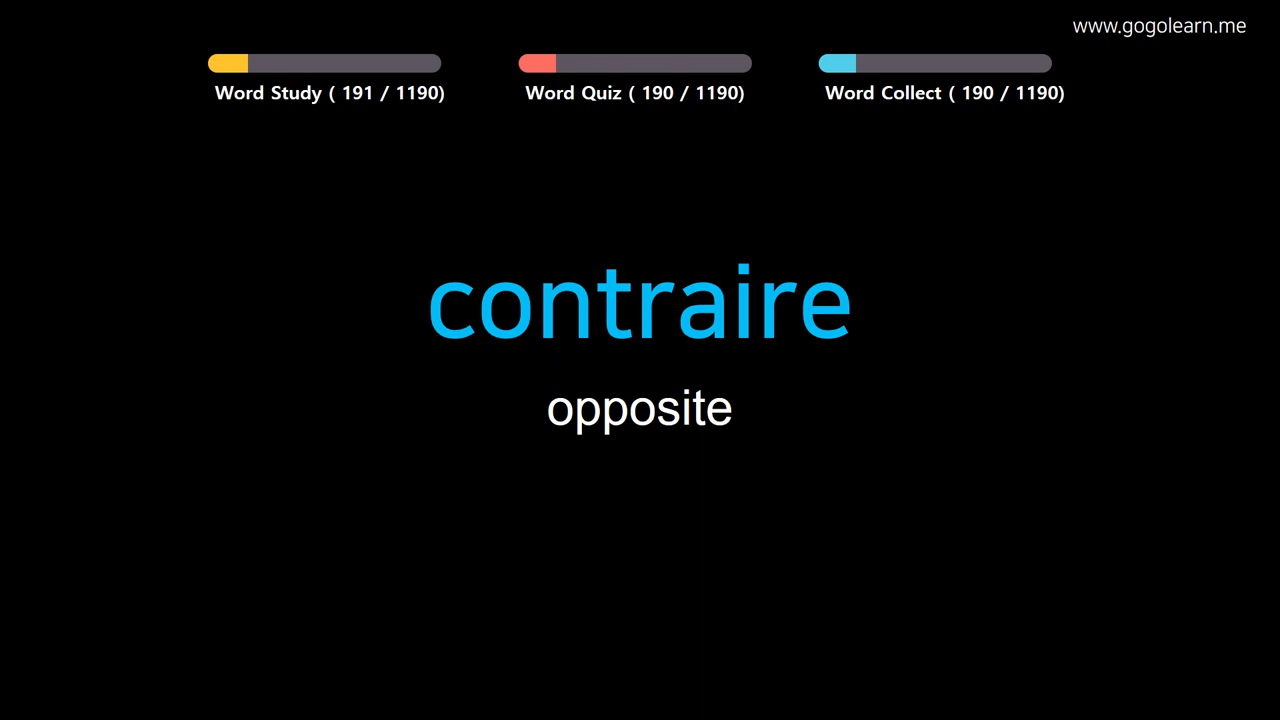 www.gogolearn.me
Word Study ( 191 / 1190)
Word Quiz ( 190 / 1190)
Word Collect ( 190 / 1190)
contraire
opposite